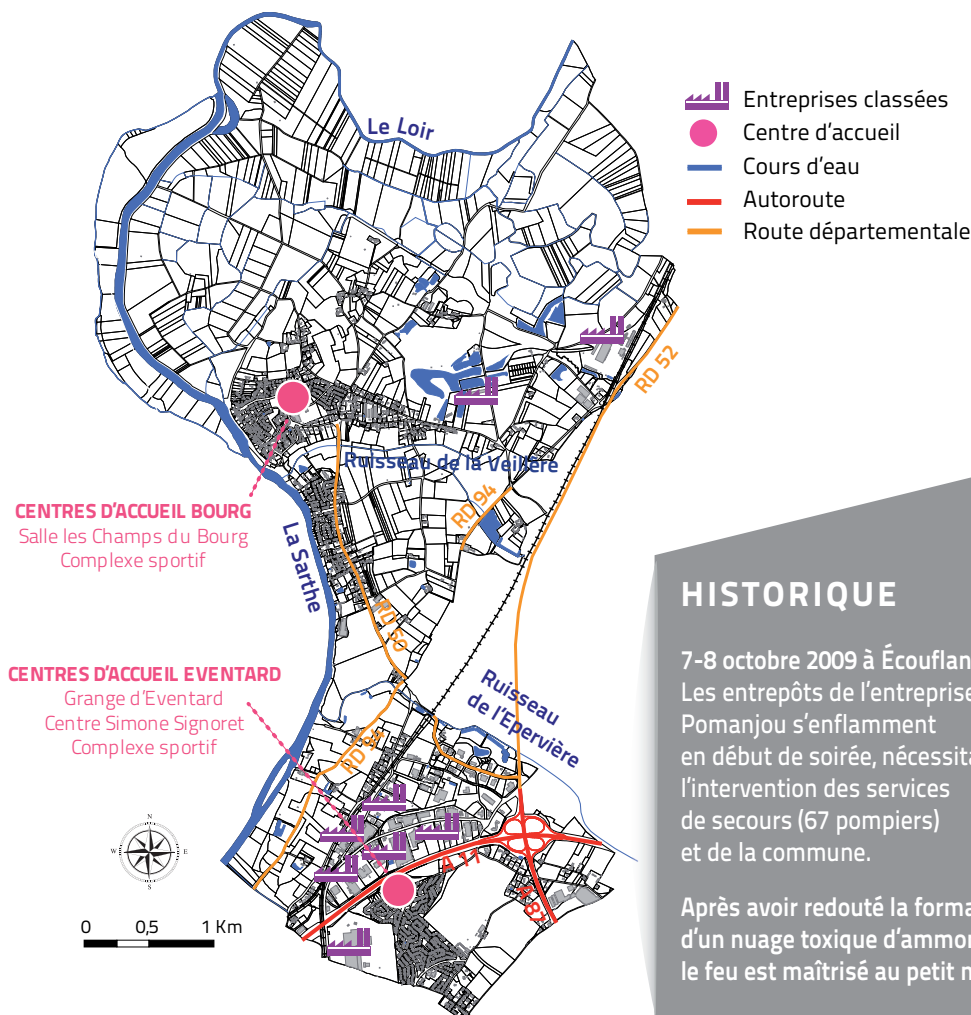 Le Loir
Entreprises classées
Centre d'accueil
Cours d'eau
Autoroute
Route départementale
RD 52
Ruisseau de la Veillère
RD 94
CENTRES D'ACCUEIL BOURG
Salle les Champs du Bourg
Complexe sportif
La Sarthe
RD 50
CENTRES D'ACCUEIL EVENTARD
Grange d'Eventard
Centre Simone Signoret
Complexe sportif
Ruisseau
de l'Epervière
RD 94
A 11
A 87
N
W
E
S
0 0,5 1 Km
HISTORIQUE
7-8 octobre 2009 à Écouflan
Les entrepôts de l'entreprise
Pomanjou s'enflamment
en début de soirée, nécessita
l'intervention des services
de secours (67 pompiers)
et de la commune.
Après avoir redouté la forma
d'un nuage toxique d'ammon
le feu est maîtrisé au petit m